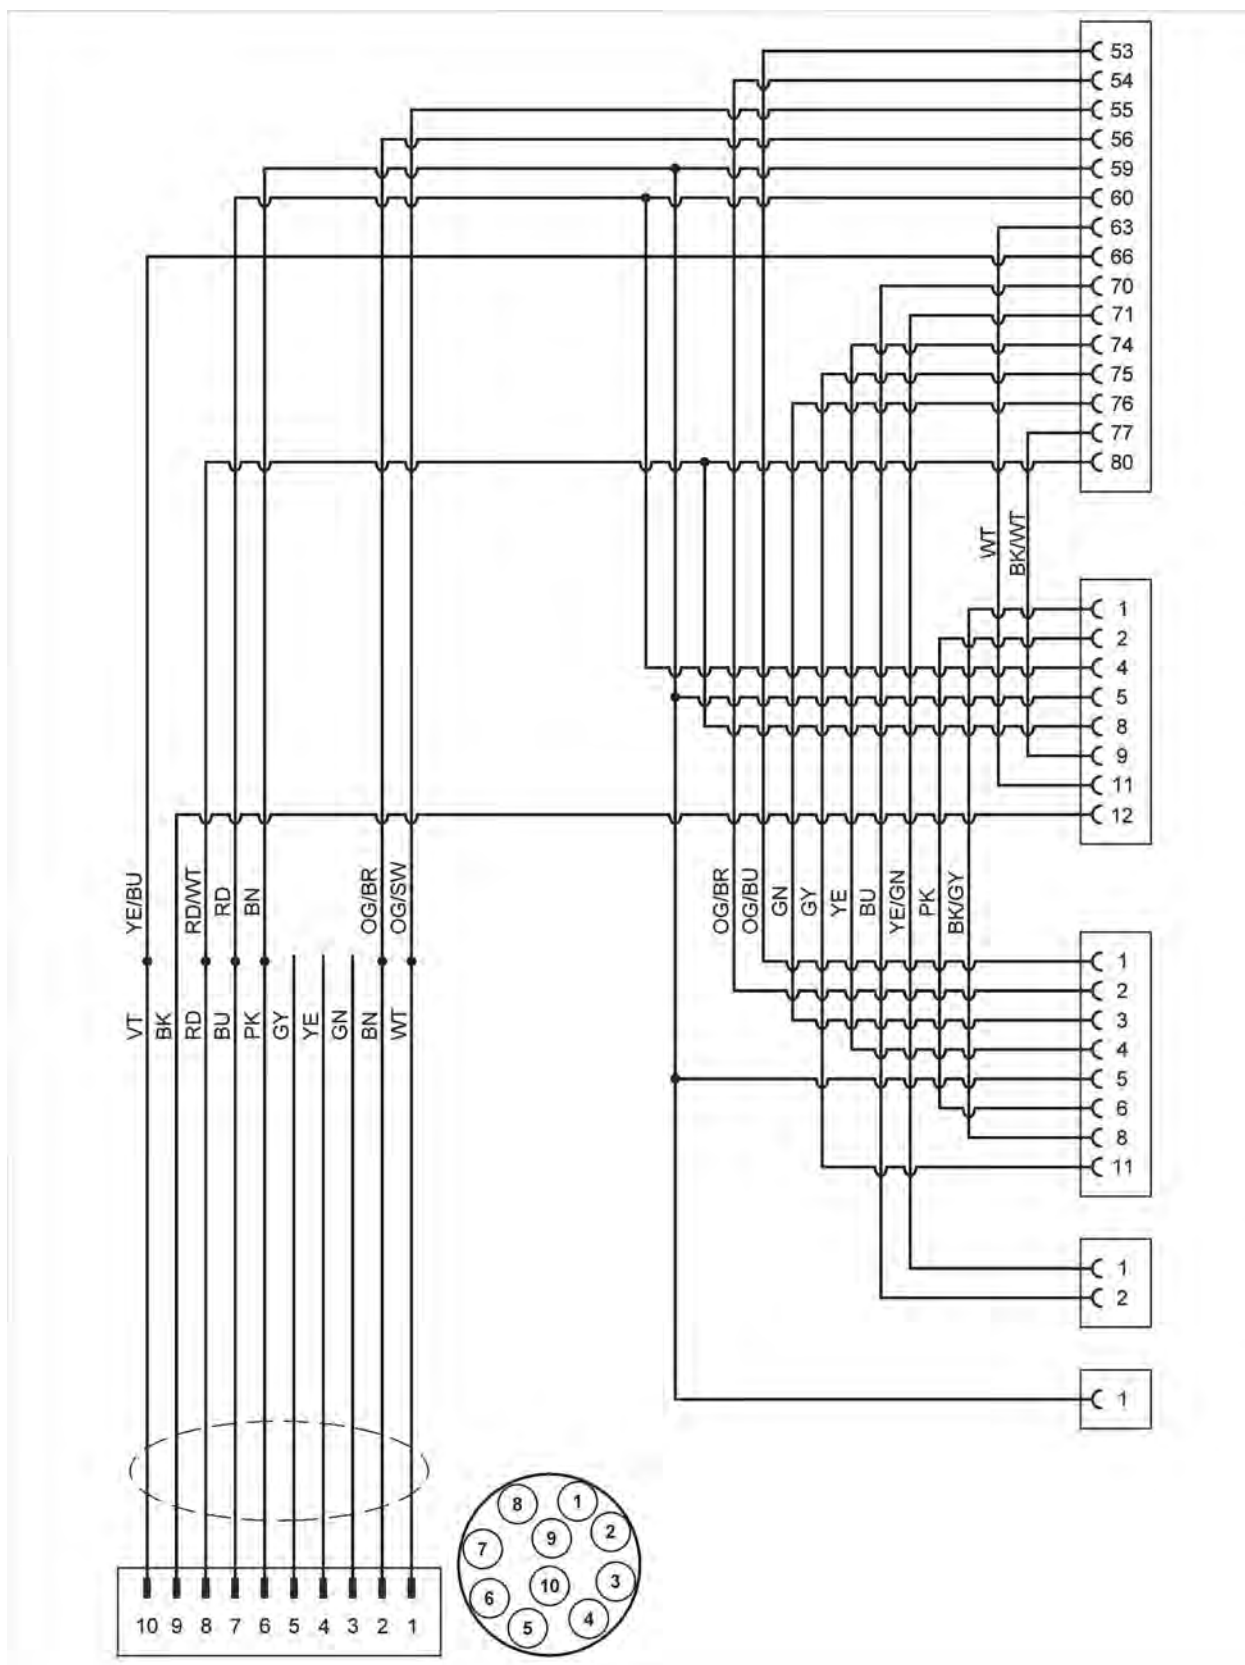 53
54
55
56
59
60
63
66
70
71
74
75
76
77
80
WT
BK/WT
1
2
4
5
8
9
11
12
YE/BU
RD/WT
RD
BN
OG/BR
OG/SW
OG/BR
OG/BU
GN
GY
YE
BU
YE/GN
PK
BK/GY
VT
BK
RD
BU
PK
GY
YE
GN
BN
WT
1
2
3
4
5
6
8
11
1
2
1
8 1
9 2
7
10 3
6 4
5
10 9 8 7 6 5 4 3 2 1